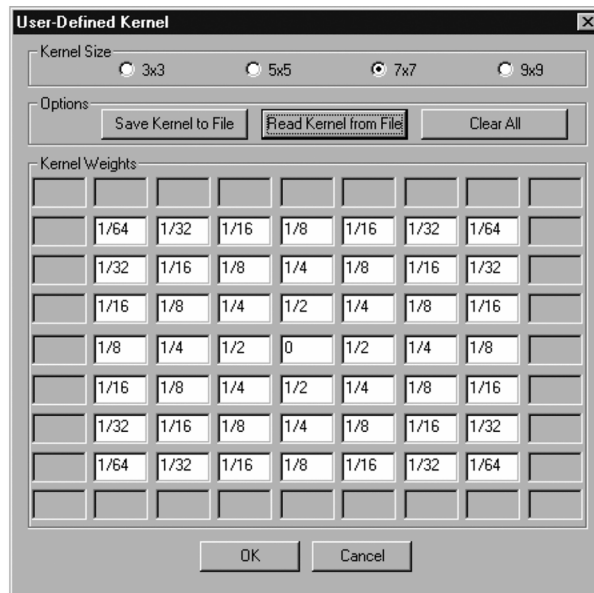 User-Defined Kernel
Kernel Size
3x3 5x5 7x7 9x9
Options
Save Kernel to File Read Kernel from File Clear All
Kernel Weights
1/64 1/32 1/16 1/8 1/16 1/32 1/64
1/32 1/16 1/8 1/4 1/8 1/16 1/32
1/16 1/8 1/4 1/2 1/4 1/8 1/16
1/8 1/4 1/2 0 1/2 1/4 1/8
1/16 1/8 1/4 1/2 1/4 1/8 1/16
1/32 1/16 1/8 1/4 1/8 1/16 1/32
1/64 1/32 1/16 1/8 1/16 1/32 1/64
OK Cancel